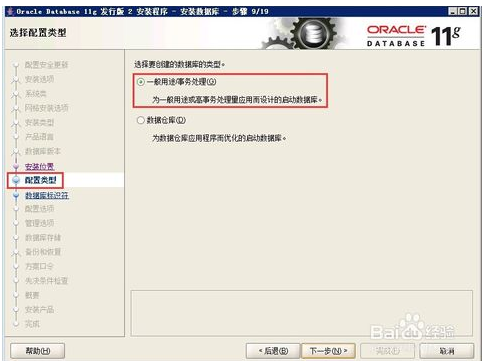 Oracle Database 11g 发行版 2 安装程序 - 安装数据库 - 步骤 9/19
选择配置类型
ORACLE
DATABASE 11g
配置安全更新
安装选项
系统类
网格安装选项
安装类型
产品语言
数据库版本
安装位置
配置类型
数据库标识符
配置选项
管理选项
数据库存储
备份和恢复
方案口令
先决条件检查
概要
安装产品
完成
选择要创建的数据库的类型。
一般用途/事务处理(G)
为一般用途或高事务处理量应用而设计的启动数据库。
数据仓库(D)
为数据仓库应用程序而优化的启动数据库。
帮助(H)
< 后退(B)
下一步(N) >
取消
Baidu经验